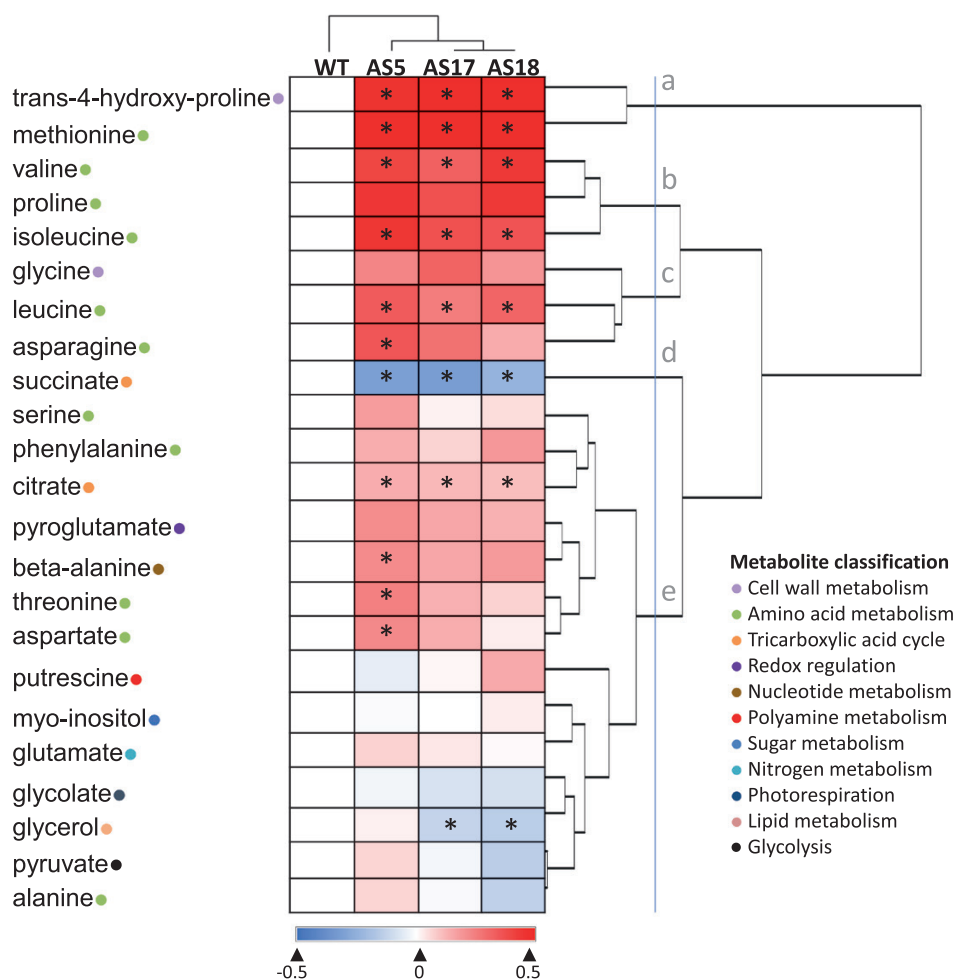 WT AS5 AS17 AS18
trans-4-hydroxy-proline * * * a
methionine * * *
valine * * *
proline b
isoleucine * * *
glycine c
leucine * * *
asparagine *
succinate * * * d
serine
phenylalanine
citrate * * *
pyroglutamate
beta-alanine *
threonine * e
aspartate *
putrescine
myo-inositol
glutamate
glycolate
glycerol * *
pyruvate
alanine
Metabolite classification
Cell wall metabolism
Amino acid metabolism
Tricarboxylic acid cycle
Redox regulation
Nucleotide metabolism
Polyamine metabolism
Sugar metabolism
Nitrogen metabolism
Photorespiration
Lipid metabolism
Glycolysis
-0.5 0 0.5